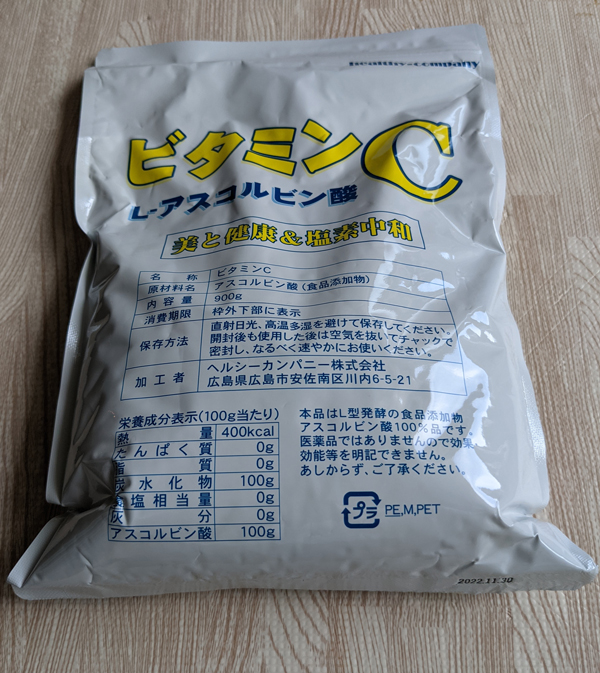 healthy-company
ビタミンC
L-アスコルビン酸
美と健康&塩素中和
名称 ビタミンC
原材料名 アスコルビン酸(食品添加物)
内容量 900g
消費期限 枠外下部に表示
保存方法 直射日光、高温多湿を避けて保存してください。
開封後も使用した後は空気を抜いてチャックで
密封し、なるべく速やかにお使いください。
加工者 ヘルシーカンパニー株式会社
広島県広島市安佐南区川内6-5-21
栄養成分表示(100g当たり)
熱量 400kcal
たんぱく質 0g
脂質 0g
炭水化物 100g
食塩相当量 0g
灰分 0g
アスコルビン酸 100g
本品はL型発酵の食品添加物
アスコルビン酸100%品です。
医薬品ではありませんので効果
効能等を明記できません。
あしからず、ご了承ください。
プラ PE,M,PET
2022.11.30